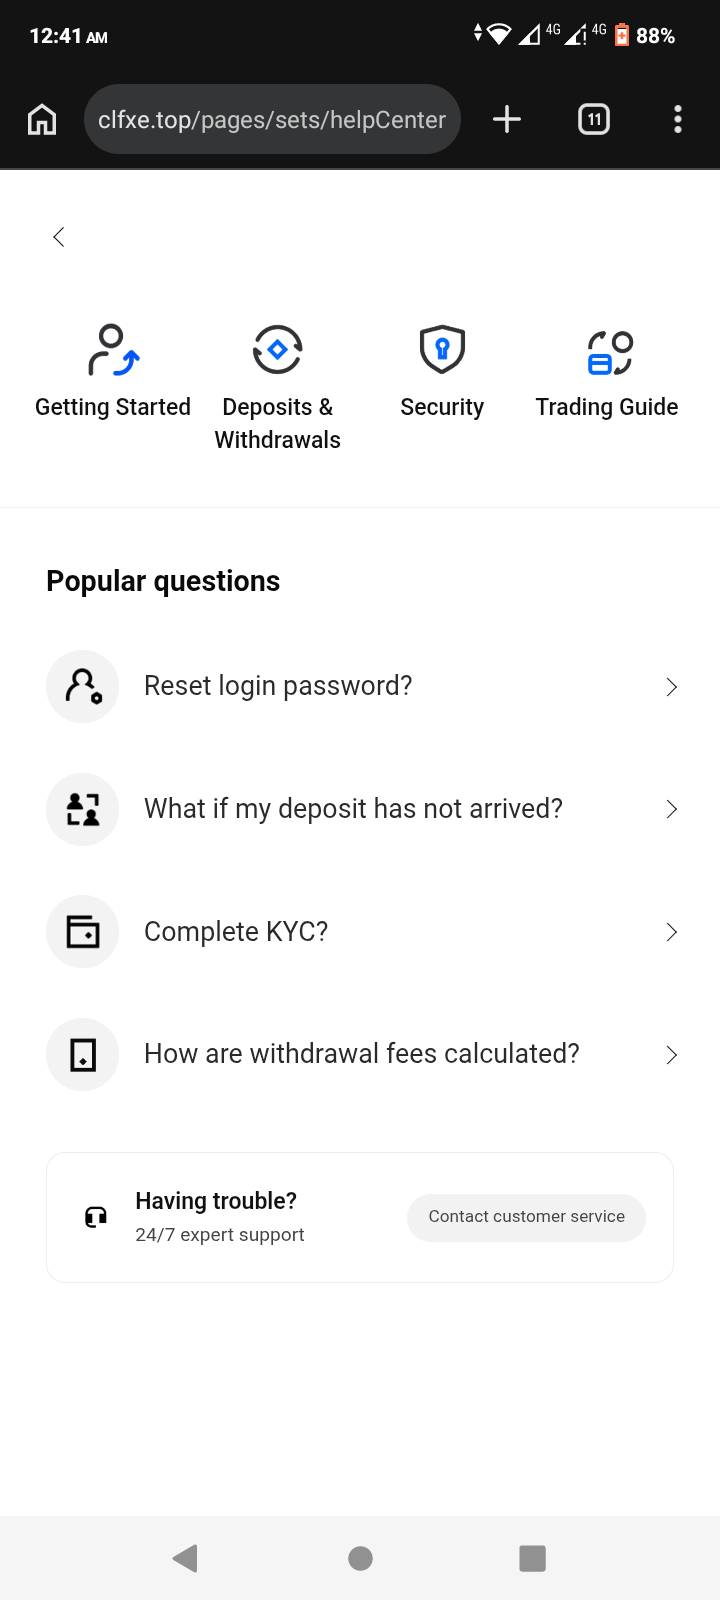 12:41 AM
4G 4G 88%
clfxe.top/pages/sets/helpCenter
11
Getting Started
Deposits &
Withdrawals
Security
Trading Guide
Popular questions
Reset login password?
What if my deposit has not arrived?
Complete KYC?
How are withdrawal fees calculated?
Having trouble?
24/7 expert support
Contact customer service